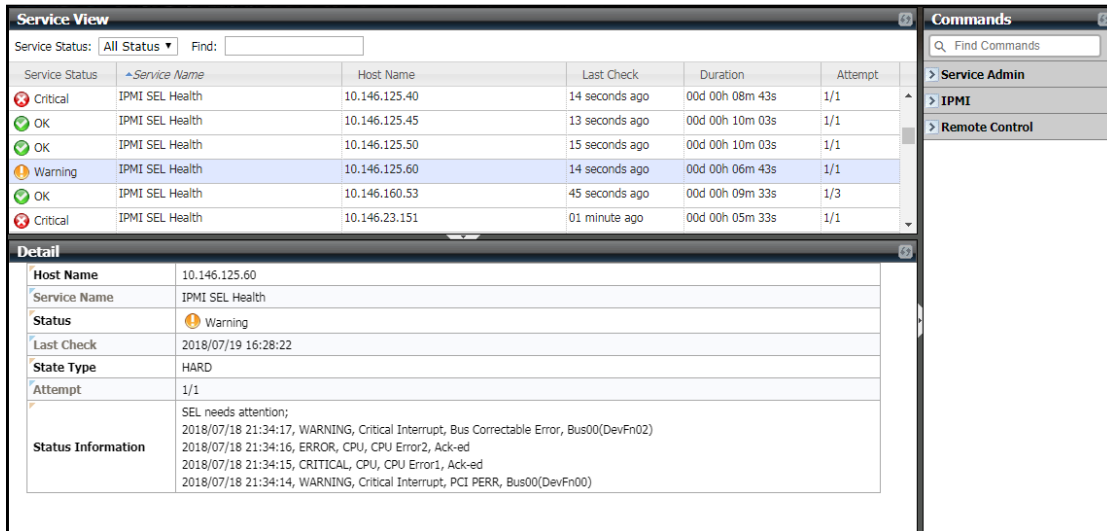 Service View
Service Status: All Status Find:
Service Status Service Name Host Name Last Check Duration Attempt
Critical IPMI SEL Health 10.146.125.40 14 seconds ago 00d 00h 08m 43s 1/1
OK IPMI SEL Health 10.146.125.45 13 seconds ago 00d 00h 10m 03s 1/1
OK IPMI SEL Health 10.146.125.50 15 seconds ago 00d 00h 10m 03s 1/1
Warning IPMI SEL Health 10.146.125.60 14 seconds ago 00d 00h 06m 43s 1/1
OK IPMI SEL Health 10.146.160.53 45 seconds ago 00d 00h 09m 33s 1/3
Critical IPMI SEL Health 10.146.23.151 01 minute ago 00d 00h 05m 33s 1/1
Detail
Host Name 10.146.125.60
Service Name IPMI SEL Health
Status Warning
Last Check 2018/07/19 16:28:22
State Type HARD
Attempt 1/1
Status Information
SEL needs attention;
2018/07/18 21:34:17, WARNING, Critical Interrupt, Bus Correctable Error, Bus00(DevFn02)
2018/07/18 21:34:16, ERROR, CPU, CPU Error2, Ack-ed
2018/07/18 21:34:15, CRITICAL, CPU, CPU Error1, Ack-ed
2018/07/18 21:34:14, WARNING, Critical Interrupt, PCI PERR, Bus00(DevFn00)
Commands
Find Commands
Service Admin
IPMI
Remote Control